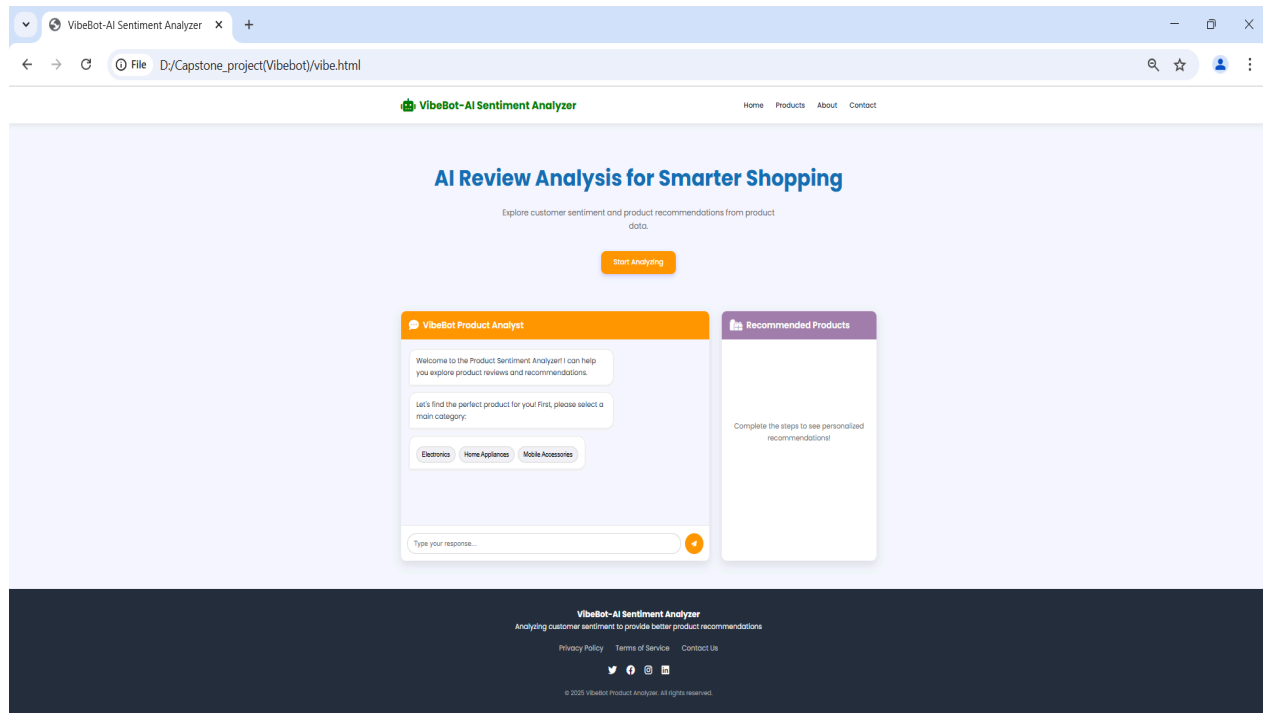 VibeBot-AI Sentiment Analyzer
File D:/Capstone_project(Vibebot)/vibe.html
VibeBot-AI Sentiment Analyzer
Home Products About Contact
AI Review Analysis for Smarter Shopping
Explore customer sentiment and product recommendations from product
data.
Start Analyzing
VibeBot Product Analyst
Welcome to the Product Sentiment Analyzer! I can help
you explore product reviews and recommendations.
Let's find the perfect product for you! First, please select a
main category:
Electronics Home Appliances Mobile Accessories
Type your response...
Recommended Products
Complete the steps to see personalized
recommendations!
VibeBot-AI Sentiment Analyzer
Analyzing customer sentiment to provide better product recommendations
Privacy Policy Terms of Service Contact Us
© 2025 VibeBot Product Analyzer. All rights reserved.